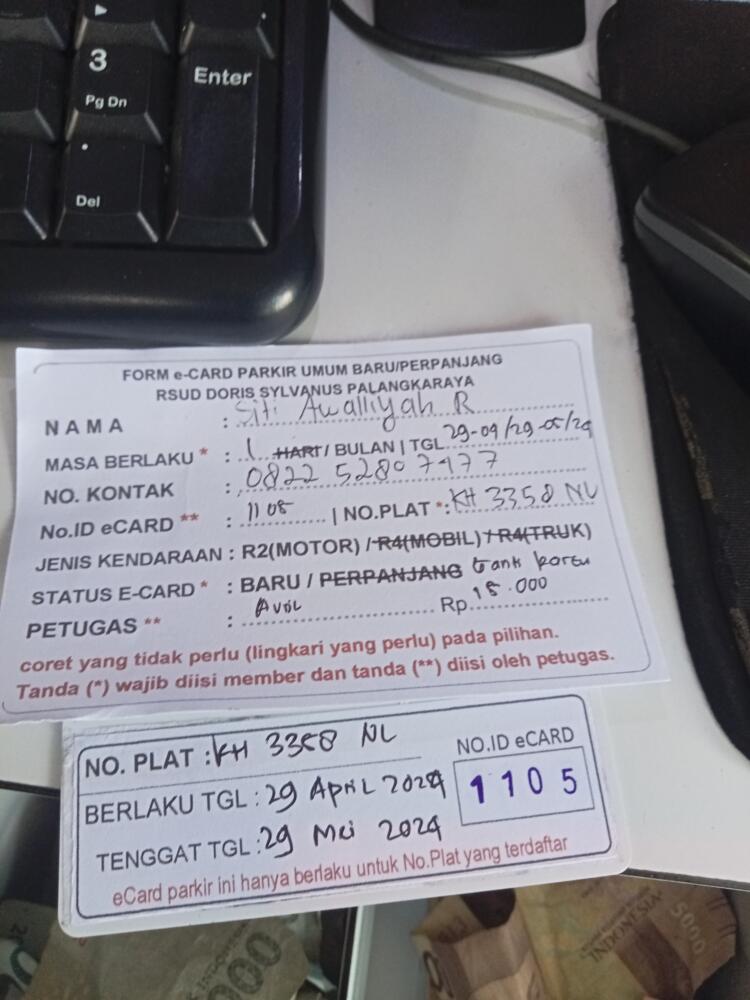 3
Pg Dn
Enter
.
Del
FORM e-CARD PARKIR UMUM BARU/PERPANJANG
RSUD DORIS SYLVANUS PALANGKARAYA
NAMA : Siti Awalliyah R
MASA BERLAKU * : 1 HARI / BULAN | TGL 29-04/29-05/24
NO. KONTAK : 0822 5280 7477
No.ID eCARD ** : 1105 | NO.PLAT *: KH 3358 NU
JENIS KENDARAAN : R2(MOTOR) / R4(MOBIL) / R4(TRUK)
STATUS E-CARD * : BARU / PERPANJANG
PETUGAS ** : Rp. 15.000
coret yang tidak perlu (lingkari yang perlu) pada pilihan.
Tanda (*) wajib diisi member dan tanda (**) diisi oleh petugas.
NO. PLAT : KH 3358 NL
BERLAKU TGL : 29 April 2024
TENGGAT TGL : 29 Mei 2024
NO.ID eCARD
1105
eCard parkir ini hanya berlaku untuk No.Plat yang terdaftar
000
INDONESIA
5000